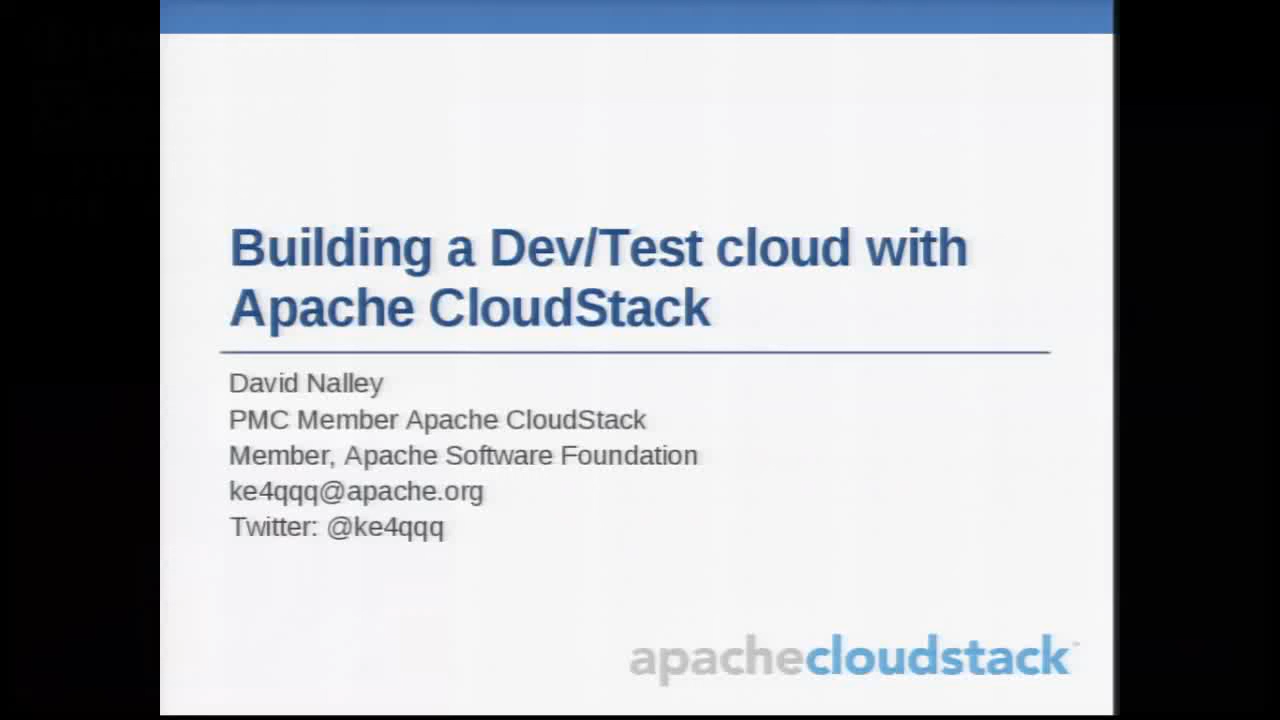 Building a Dev/Test cloud with
Apache CloudStack
David Nalley
PMC Member Apache CloudStack
Member, Apache Software Foundation
ke4qqq@apache.org
Twitter: @ke4qqq
apachecloudstack™